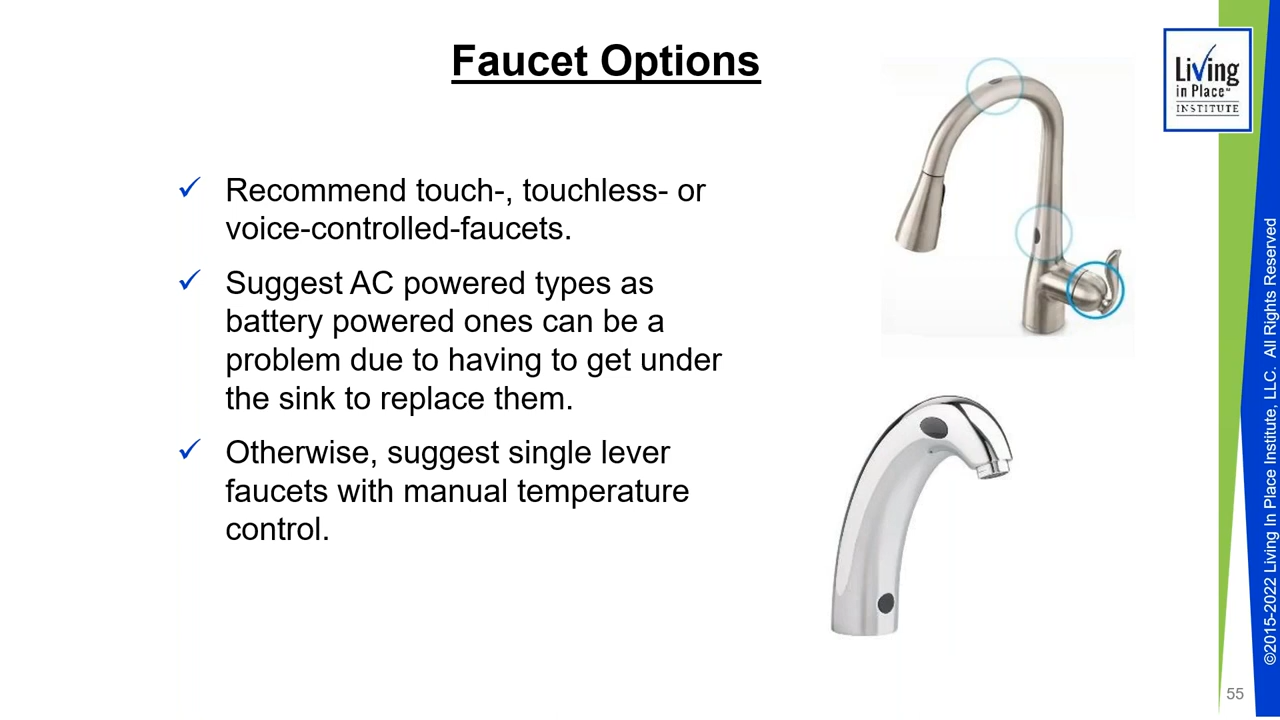 Faucet Options
Recommend touch-, touchless- or
voice-controlled-faucets.
Suggest AC powered types as
battery powered ones can be a
problem due to having to get under
the sink to replace them.
Otherwise, suggest single lever
faucets with manual temperature
control.
Living
in Place
INSTITUTE
©2015-2022 Living In Place Institute, LLC. All Rights Reserved
55